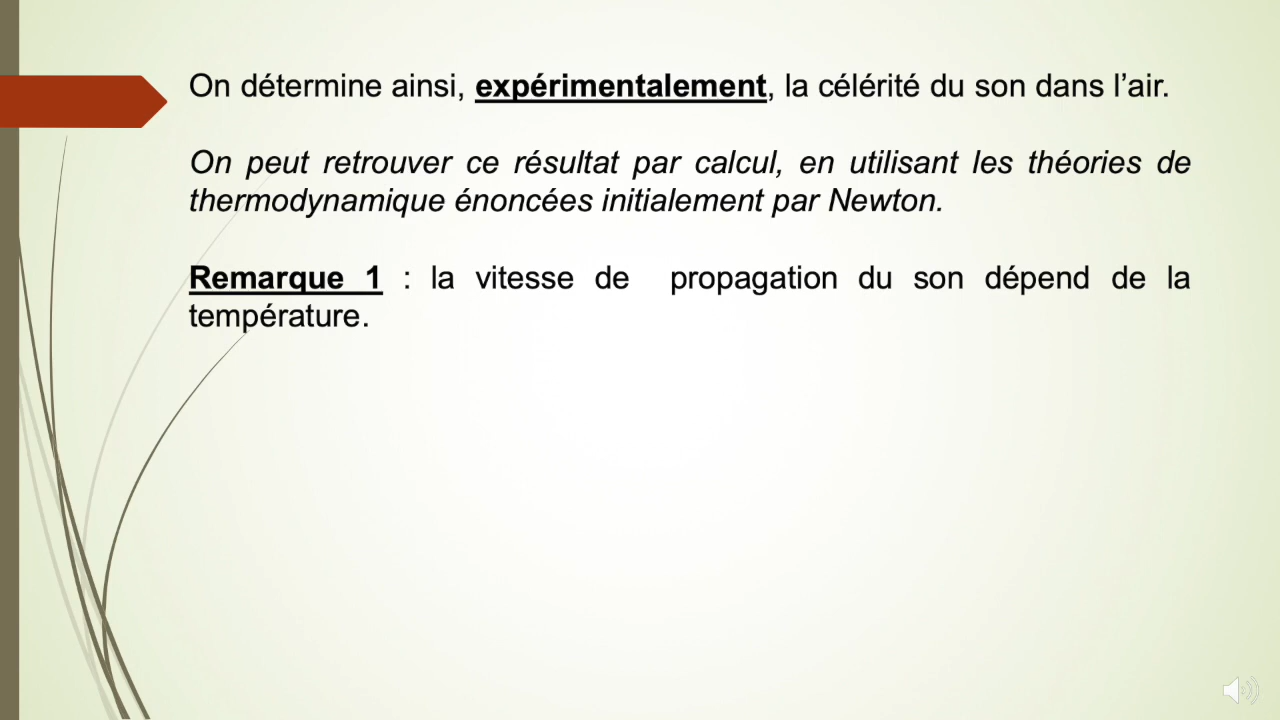 On détermine ainsi, expérimentalement, la célérité du son dans l’air.
On peut retrouver ce résultat par calcul, en utilisant les théories de
thermodynamique énoncées initialement par Newton.
Remarque 1 : la vitesse de propagation du son dépend de la
température.